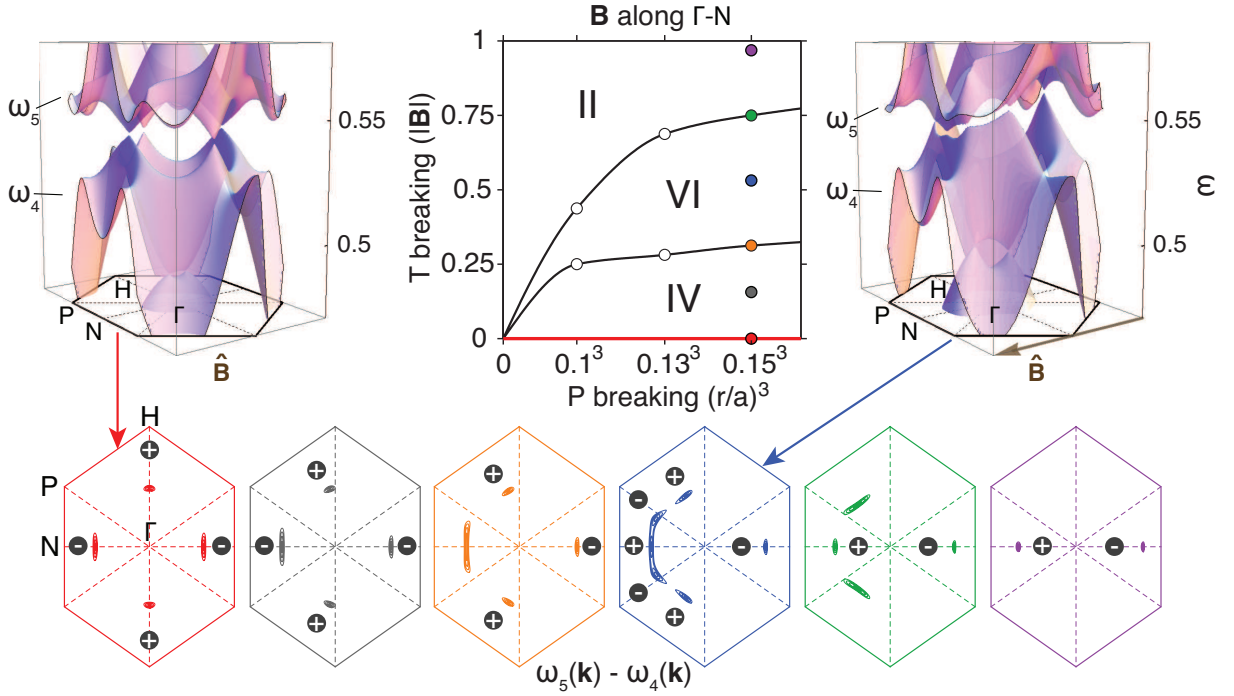 B along Γ-N
ω5
ω4
0.55
0.5
H
P
N
Γ
B̂
T breaking (|B|)
1
0.75
0.5
0.25
0
II
VI
IV
0
0.1³
0.13³
0.15³
P breaking (r/a)³
ω5
ω4
0.55
0.5
ω
H
P
N
Γ
B̂
H
P
N
Γ
+
-
-
+
+
-
-
+
+
-
+
+
-
+
-
-
+
+
-
+
-
ω5(k) - ω4(k)